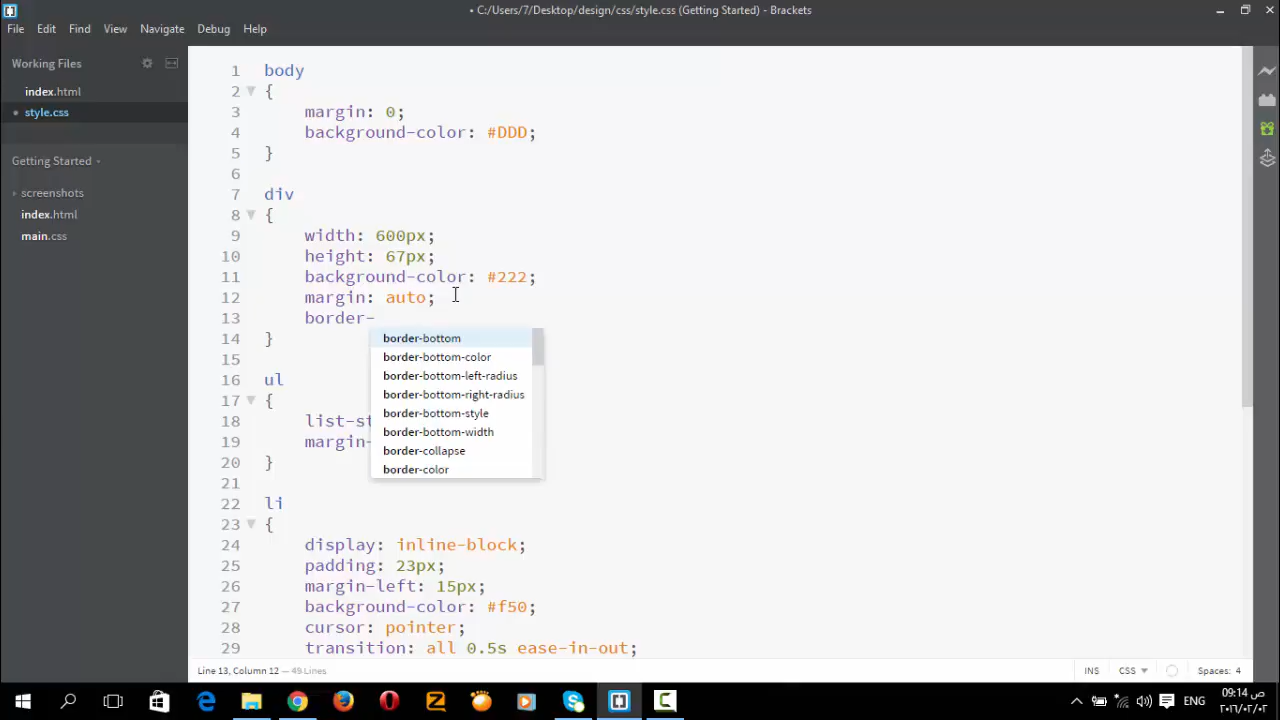 • C:/Users/7/Desktop/design/css/style.css (Getting Started) - Brackets
File Edit Find View Navigate Debug Help
Working Files
index.html
• style.css
Getting Started
screenshots
index.html
main.css
1 body
2 {
3 margin: 0;
4 background-color: #DDD;
5 }
6
7 div
8 {
9 width: 600px;
10 height: 67px;
11 background-color: #222;
12 margin: auto;
13 border-
14 }
15
16 ul
17 {
18 list-st
19 margin-
20 }
21
22 li
23 {
24 display: inline-block;
25 padding: 23px;
26 margin-left: 15px;
27 background-color: #f50;
28 cursor: pointer;
29 transition: all 0.5s ease-in-out;
border-bottom
border-bottom-color
border-bottom-left-radius
border-bottom-right-radius
border-bottom-style
border-bottom-width
border-collapse
border-color
Line 13, Column 12 — 49 Lines
INS CSS Spaces: 4
ENG
09:14 ص
٢٠١٦/٠٢/٠٢